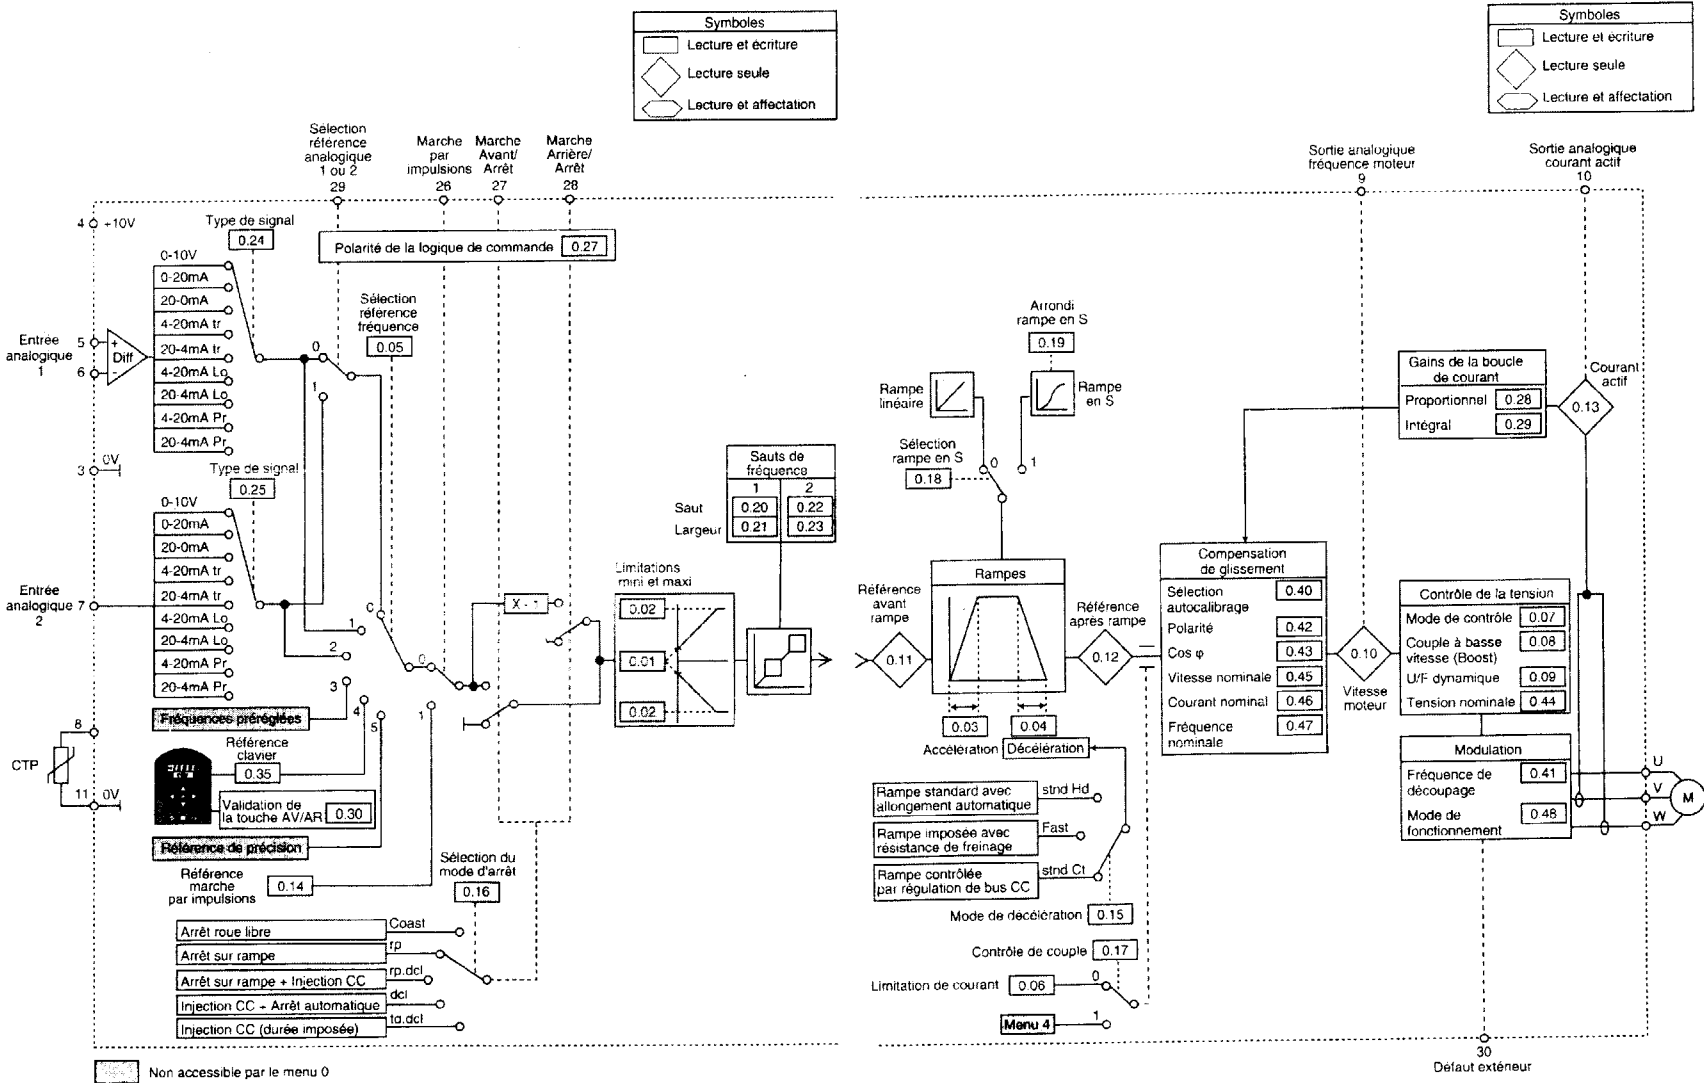 Symboles
Lecture et écriture
Lecture seule
Lecture et affectation
Symboles
Lecture et écriture
Lecture seule
Lecture et affectation
Sélection
référence
analogique
1 ou 2
29
Marche
par
impulsions
26
Marche
Avant/
Arrêt
27
Marche
Arrière/
Arrêt
28
Sortie analogique
fréquence moteur
9
Sortie analogique
courant actif
10
4 +10V
Type de signal
0.24
Polarité de la logique de commande 0.27
0-10V
0-20mA
20-0mA
4-20mA tr
20-4mA tr
4-20mA Lo
20-4mA Lo
4-20mA Pr
20-4mA Pr
Entrée
analogique
1
5
6
+
-
Diff
0
1
Sélection
référence
fréquence
0.05
3 0V
Type de signal
0.25
0-10V
0-20mA
20-0mA
4-20mA tr
20-4mA tr
4-20mA Lo
20-4mA Lo
4-20mA Pr
20-4mA Pr
Entrée
analogique
2
7
1
2
3
4
5
0
1
Fréquences préréglées
Référence
clavier
0.35
Validation de
la touche AV/AR 0.30
Référence de précision
Référence
marche
par impulsions
0.14
8
CTP
11 0V
Sélection du
mode d'arrêt
0.16
Arrêt roue libre
Coast
Arrêt sur rampe
rp
Arrêt sur rampe + Injection CC
rp.dcI
Injection CC + Arrêt automatique
dcI
Injection CC (durée imposée)
td.dcI
Non accessible par le menu 0
Sauts de
fréquence
1 2
Saut 0.20 0.22
Largeur 0.21 0.23
Limitations
mini et maxi
0.02
0.01
0.02
Arrondi
rampe en S
0.19
Rampe
linéaire
Rampe
en S
Sélection
rampe en S
0.18
0
1
Référence
avant
rampe
0.11
Rampes
0.03
0.04
Accélération
Décélération
Référence
après rampe
0.12
Rampe standard avec
allongement automatique
stnd Hd
Rampe imposée avec
résistance de freinage
Fast
Rampe contrôlée
par régulation de bus CC
stnd Ct
Mode de décélération 0.15
Contrôle de couple 0.17
Limitation de courant 0.06
0
Menu 4
1
Gains de la boucle
de courant
Proportionnel 0.28
Intégral 0.29
Courant
actif
0.13
Compensation
de glissement
Sélection
autocalibrage
0.40
Polarité 0.42
Cos φ 0.43
Vitesse nominale 0.45
Courant nominal 0.46
Fréquence
nominale
0.47
0.10
Vitesse
moteur
Contrôle de la tension
Mode de contrôle 0.07
Couple à basse
vitesse (Boost)
0.08
U/F dynamique 0.09
Tension nominale 0.44
Modulation
Fréquence de
découpage
0.41
Mode de
fonctionnement
0.48
U
V
W
M
30
Défaut extérieur